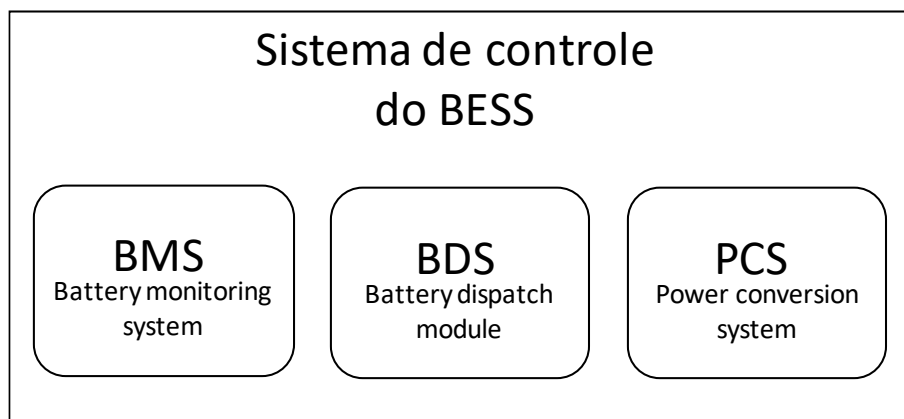 Sistema de controle
do BESS
BMS
Battery monitoring
system
BDS
Battery dispatch
module
PCS
Power conversion
system